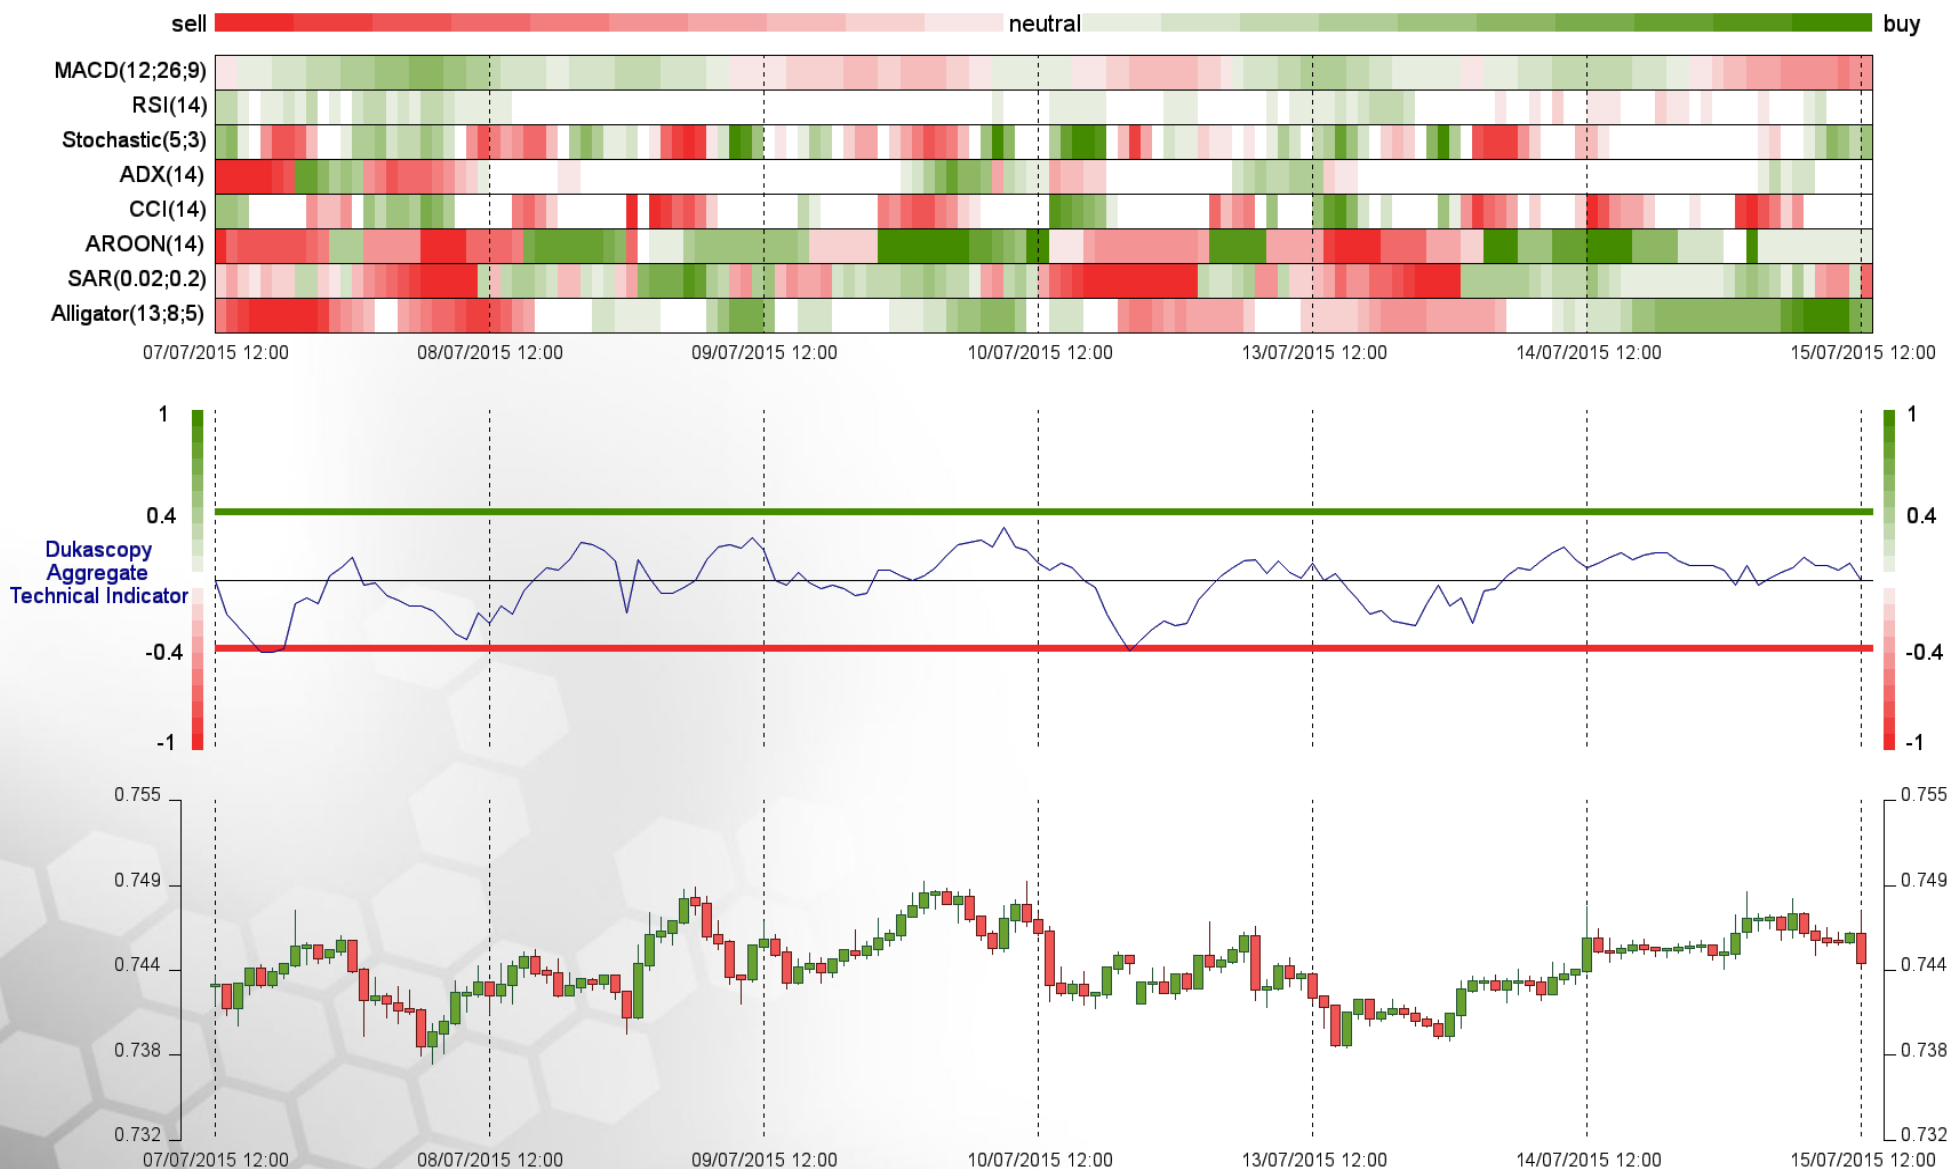 sell neutral buy
MACD(12;26;9)
RSI(14)
Stochastic(5;3)
ADX(14)
CCI(14)
AROON(14)
SAR(0.02;0.2)
Alligator(13;8;5)
07/07/2015 12:00 08/07/2015 12:00 09/07/2015 12:00 10/07/2015 12:00 13/07/2015 12:00 14/07/2015 12:00 15/07/2015 12:00
1 1
0.4 0.4
Dukascopy
Aggregate
Technical Indicator
-0.4 -0.4
-1 -1
0.755 0.755
0.749 0.749
0.744 0.744
0.738 0.738
0.732 0.732
07/07/2015 12:00 08/07/2015 12:00 09/07/2015 12:00 10/07/2015 12:00 13/07/2015 12:00 14/07/2015 12:00 15/07/2015 12:00